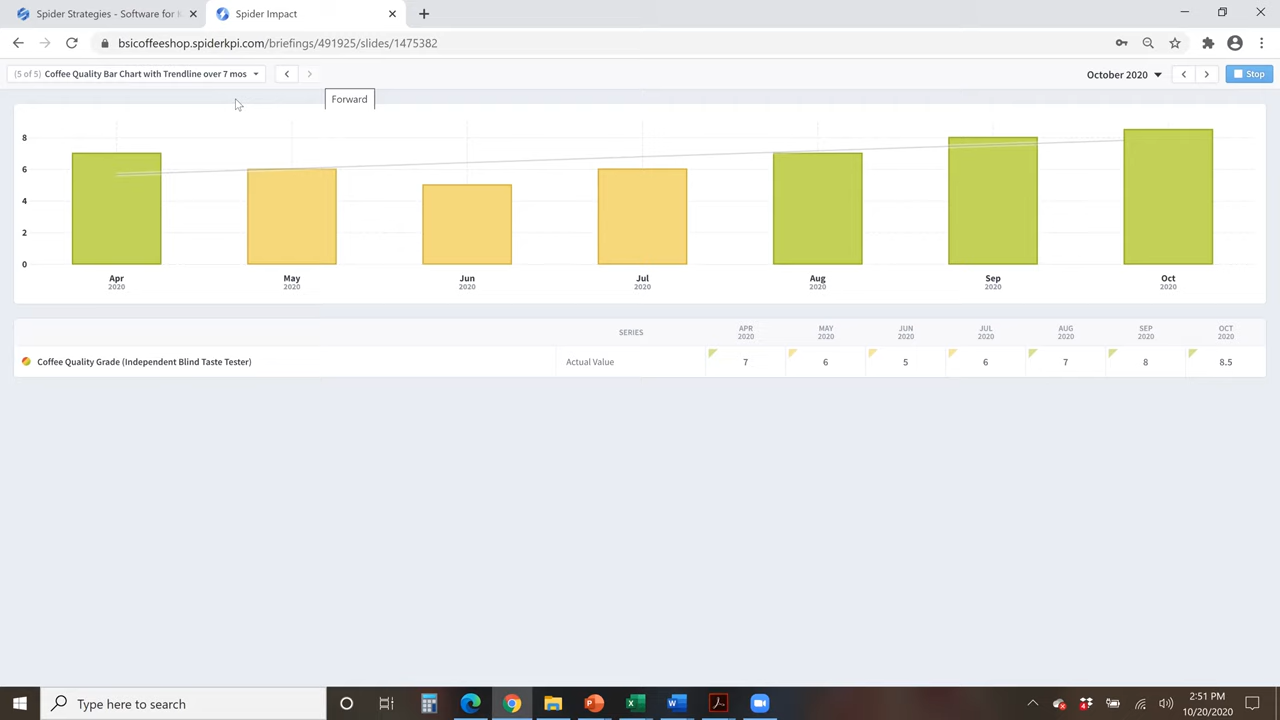 Spider Strategies - Software for
Spider Impact
bsicoffeeshop.spiderkpi.com/briefings/491925/slides/1475382
(5 of 5) Coffee Quality Bar Chart with Trendline over 7 mos
October 2020
Stop
Forward
8
6
4
2
0
Apr
2020
May
2020
Jun
2020
Jul
2020
Aug
2020
Sep
2020
Oct
2020
SERIES
APR
2020
MAY
2020
JUN
2020
JUL
2020
AUG
2020
SEP
2020
OCT
2020
Coffee Quality Grade (Independent Blind Taste Tester)
Actual Value
7
6
5
6
7
8
8.5
Type here to search
2:51 PM
10/20/2020